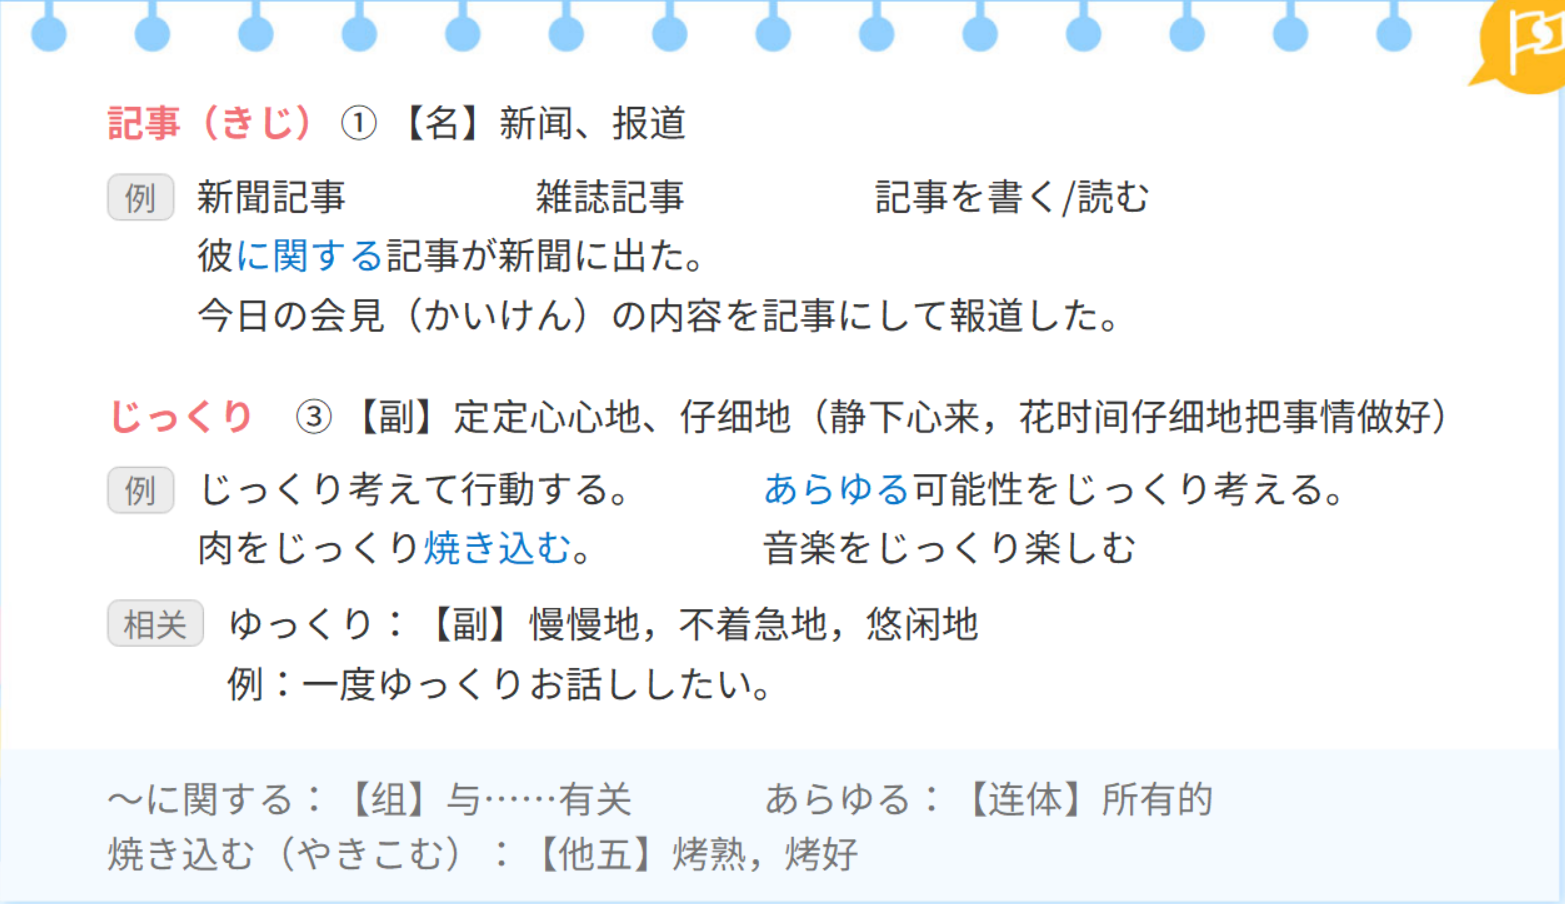 記事（きじ） ① 【名】新闻、报道
例 新聞記事 雑誌記事 記事を書く/読む
彼に関する記事が新聞に出た。
今日の会見（かいけん）の内容を記事にして報道した。
じっくり ③ 【副】定定心心地、仔细地（静下心来，花时间仔细地把事情做好）
例 じっくり考えて行動する。 あらゆる可能性をじっくり考える。
肉をじっくり焼き込む。 音楽をじっくり楽しむ
相关 ゆっくり：【副】慢慢地，不着急地，悠闲地
例：一度ゆっくりお話ししたい。
～に関する：【组】与……有关 あらゆる：【连体】所有的
焼き込む（やきこむ）：【他五】烤熟，烤好